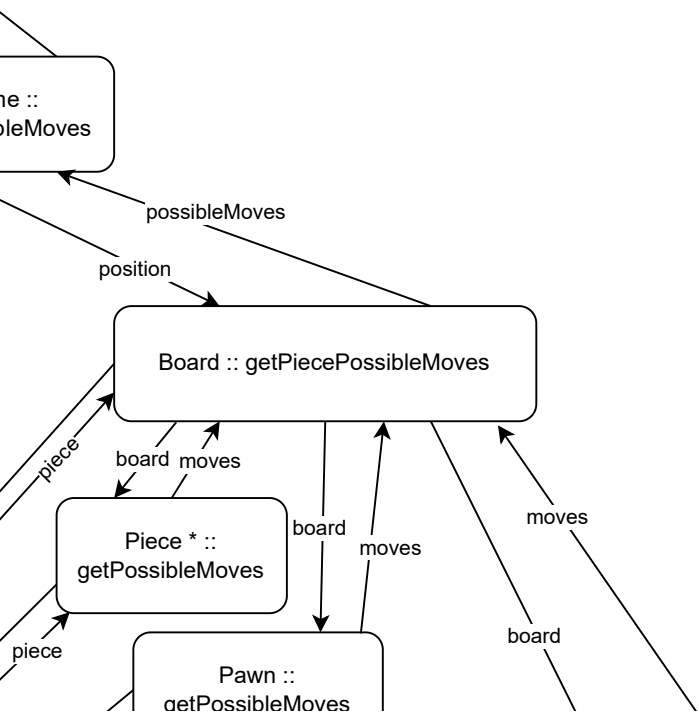 ::
possibleMoves
position
Board :: getPiecePossibleMoves
piece
board
moves
Piece * ::
getPossibleMoves
board
moves
moves
piece
board
Pawn ::
getPossibleMoves